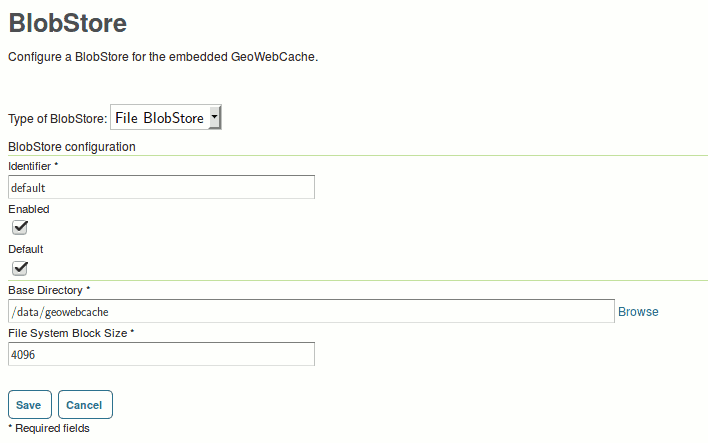 BlobStore
Configure a BlobStore for the embedded GeoWebCache.
Type of BlobStore: File BlobStore
BlobStore configuration
Identifier *
default
Enabled
Default
Base Directory *
/data/geowebcache Browse
File System Block Size *
4096
Save Cancel
* Required fields